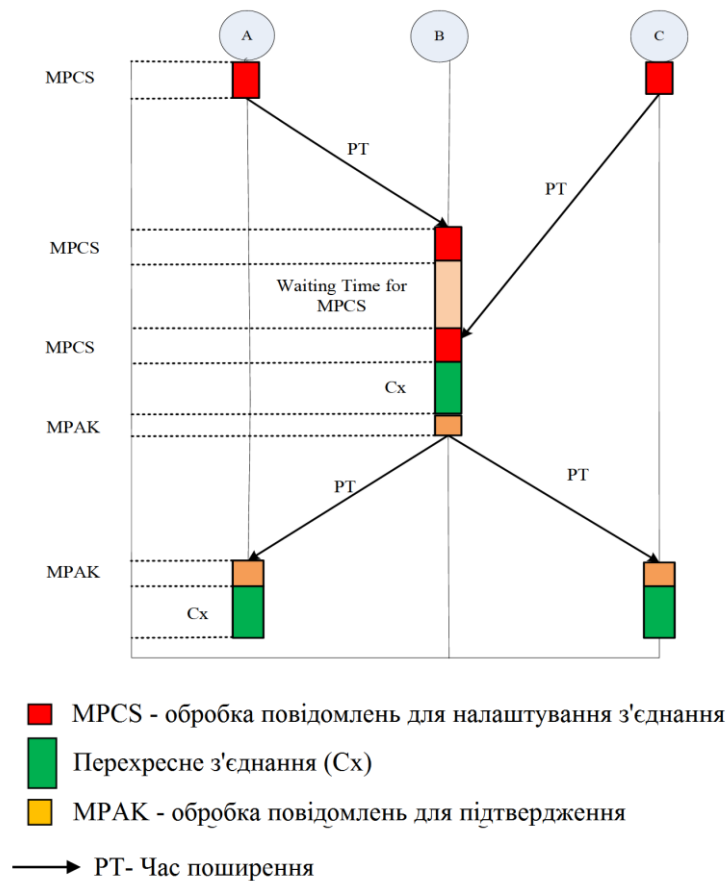 A
B
C
MPCS
PT
PT
MPCS
Waiting Time for
MPCS
MPCS
Cx
MPAK
PT
PT
MPAK
Cx
MPCS - обробка повідомлень для налаштування з'єднання
Перехресне з'єднання (Cx)
MPAK - обробка повідомлень для підтвердження
PT- Час поширення